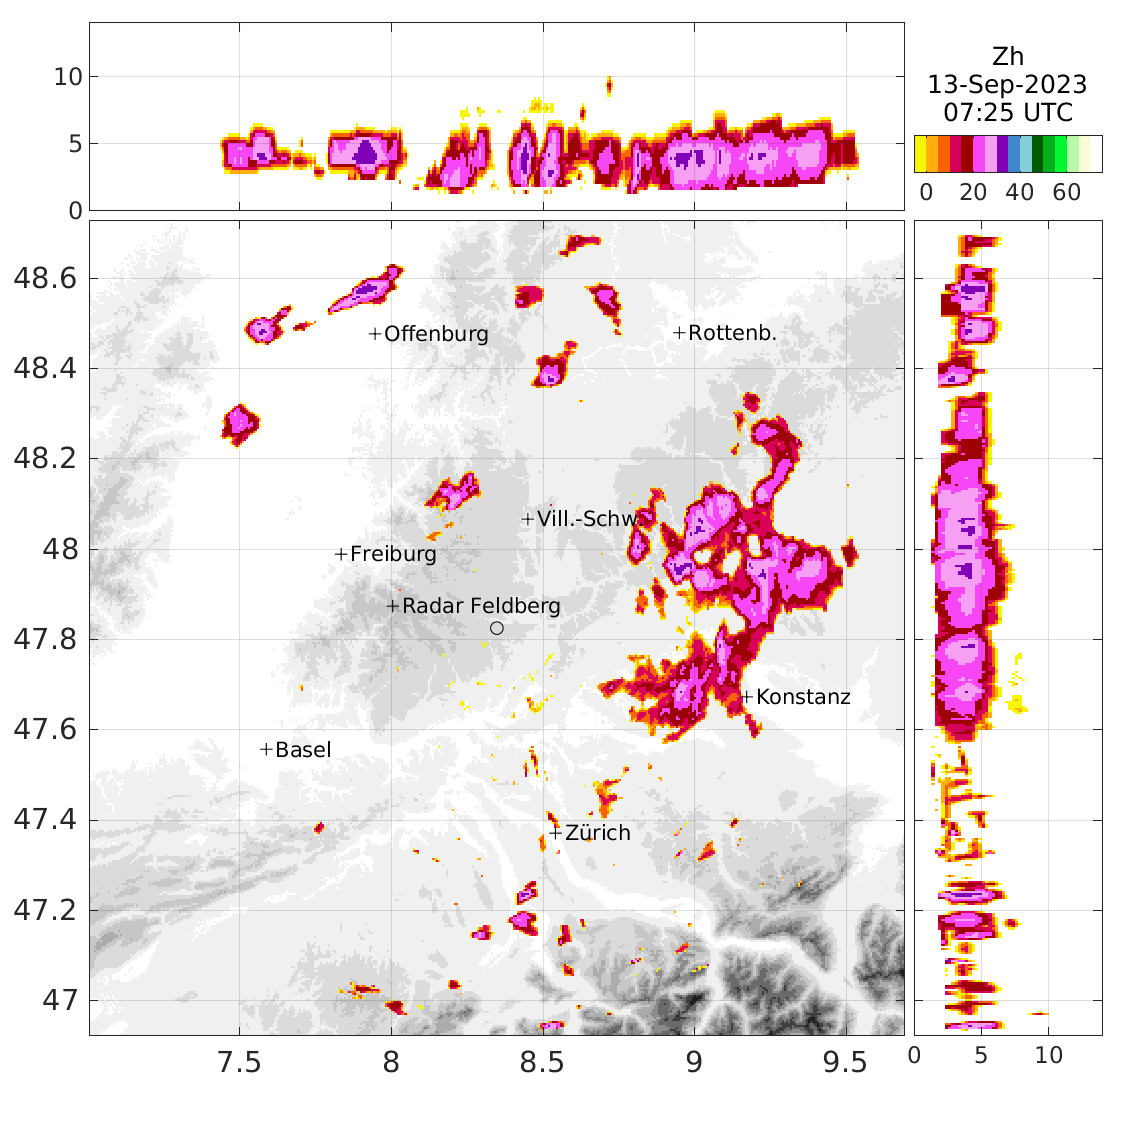 10
5
0
Zh
13-Sep-2023
07:25 UTC
0 20 40 60
48.6
48.4
48.2
48
47.8
47.6
47.4
47.2
47
+Offenburg
+Rottenb.
+Vill.-Schw.
+Freiburg
+Radar Feldberg
+Konstanz
+Basel
+Zürich
7.5 8 8.5 9 9.5
0 5 10